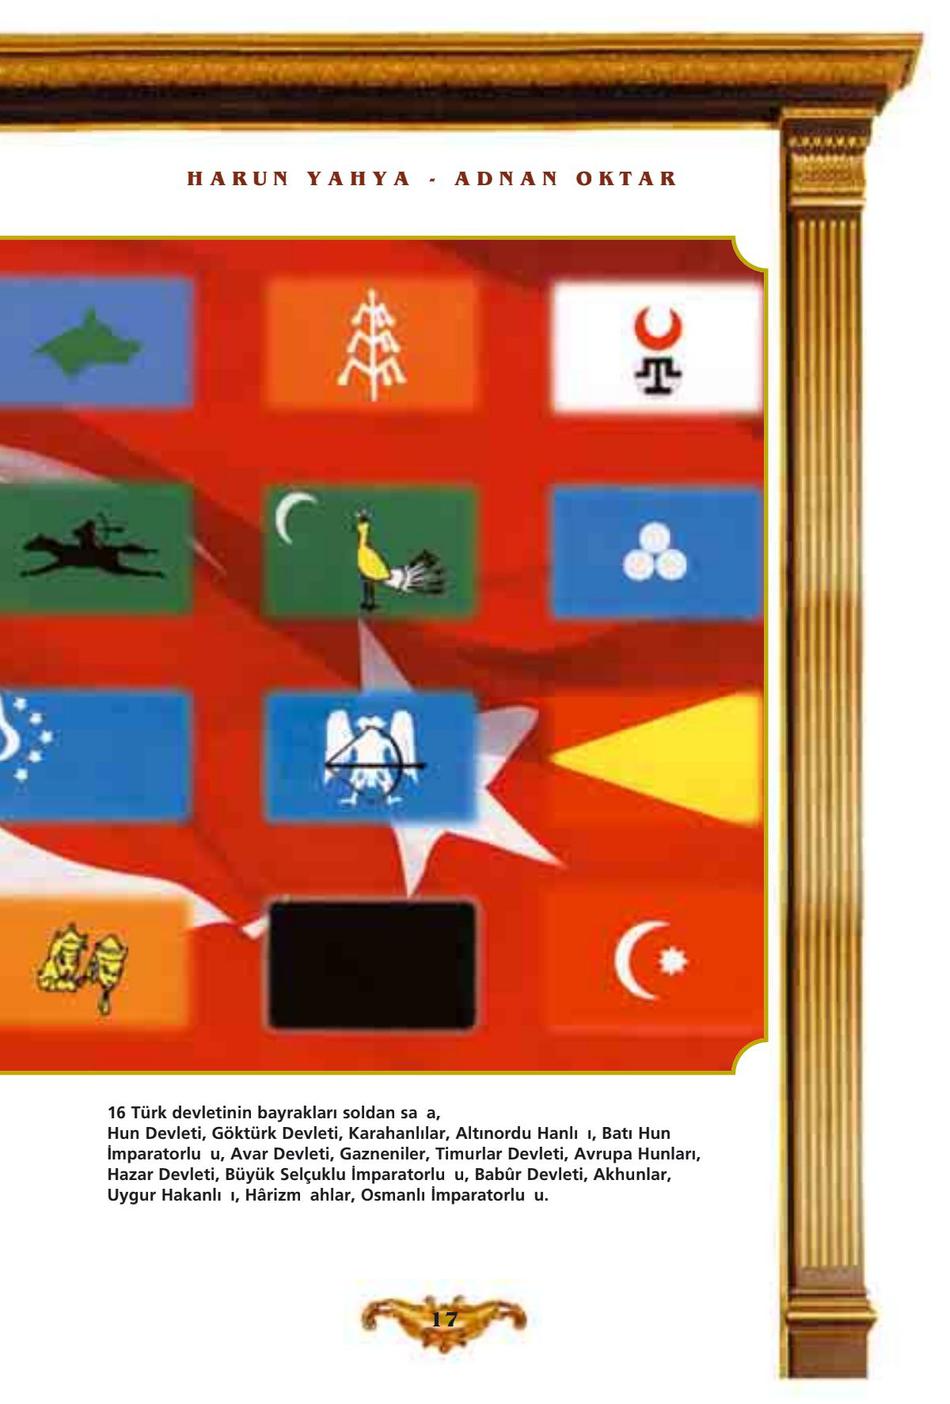 HARUN YAHYA - ADNAN OKTAR
16 Türk devletinin bayrakları soldan sa a,
Hun Devleti, Göktürk Devleti, Karahanlılar, Altınordu Hanlı ı, Batı Hun
İmparatorlu u, Avar Devleti, Gazneniler, Timurlar Devleti, Avrupa Hunları,
Hazar Devleti, Büyük Selçuklu İmparatorlu u, Babûr Devleti, Akhunlar,
Uygur Hakanlı ı, Hârizm ahlar, Osmanlı İmparatorlu u.
17